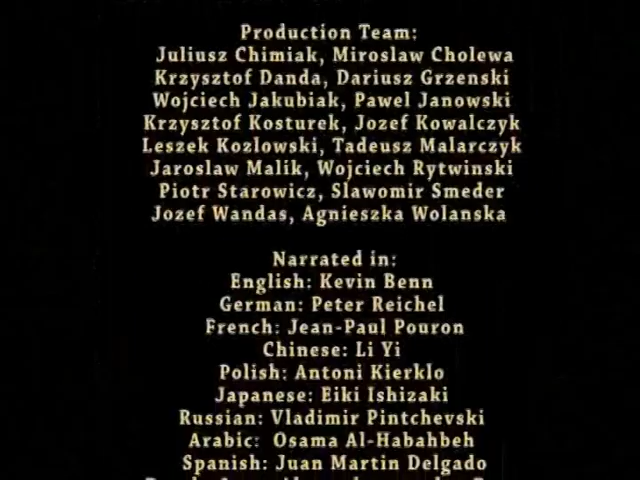 Production Team:
Juliusz Chimiak, Miroslaw Cholewa
Krzysztof Danda, Dariusz Grzenski
Wojciech Jakubiak, Pawel Janowski
Krzysztof Kosturek, Jozef Kowalczyk
Leszek Kozlowski, Tadeusz Malarczyk
Jaroslaw Malik, Wojciech Rytwinski
Piotr Starowicz, Slawomir Smeder
Jozef Wandas, Agnieszka Wolanska
Narrated in:
English: Kevin Benn
German: Peter Reichel
French: Jean-Paul Pouron
Chinese: Li Yi
Polish: Antoni Kierklo
Japanese: Eiki Ishizaki
Russian: Vladimir Pintchevski
Arabic: Osama Al-Habahbeh
Spanish: Juan Martin Delgado